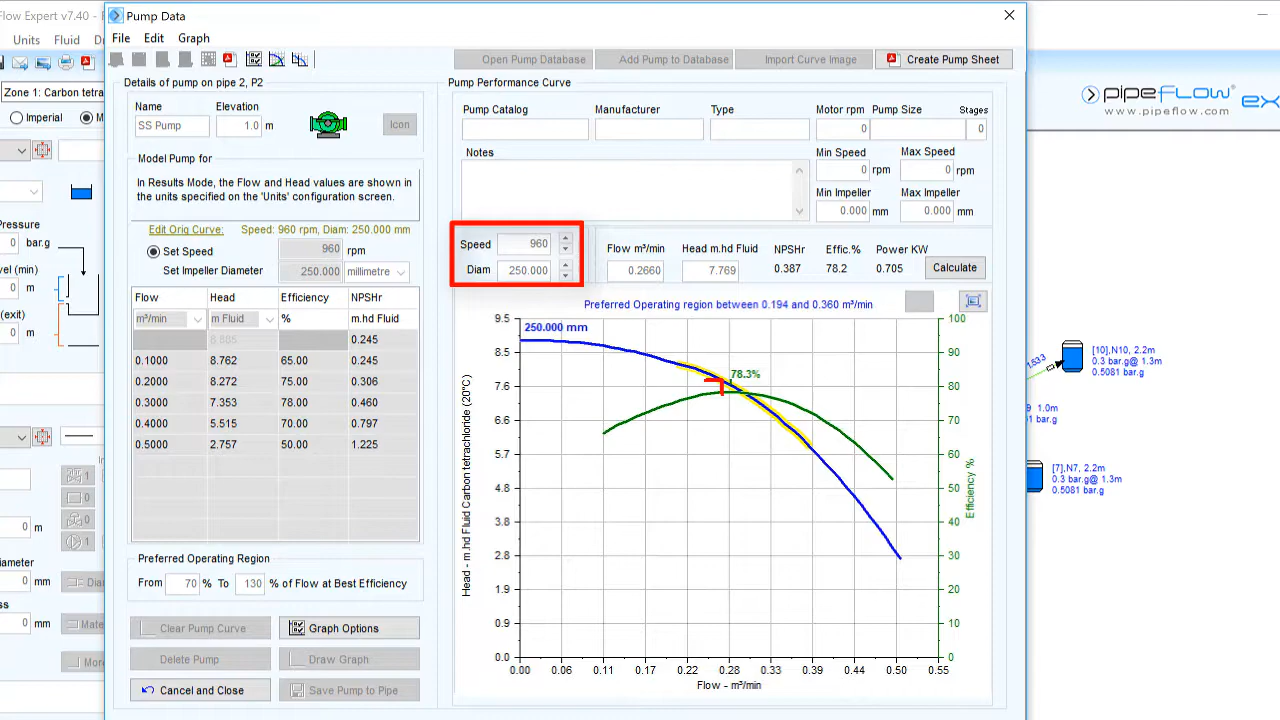 Flow Expert v7.40 - F
Units Fluid
Zone 1: Carbon tetra
Imperial
Pressure
0 bar.g
0 m
(exit)
0 m
0 m
0 mm
0 mm
Pump Data
File Edit Graph
Open Pump Database Add Pump to Database Import Curve Image Create Pump Sheet
Details of pump on pipe 2, P2
Name Elevation
SS Pump 1.0 m Icon
Model Pump for
In Results Mode, the Flow and Head values are shown in
the units specified on the 'Units' configuration screen.
Edit Orig Curve: Speed: 960 rpm, Diam: 250.000 mm
Set Speed 960 rpm
Set Impeller Diameter 250.000 millimetre
Flow Head Efficiency NPSHr
m³/min m Fluid % m.hd Fluid
8.885 0.245
0.1000 8.762 65.00 0.245
0.2000 8.272 75.00 0.306
0.3000 7.353 78.00 0.460
0.4000 5.515 70.00 0.797
0.5000 2.757 50.00 1.225
Preferred Operating Region
From 70 % To 130 % of Flow at Best Efficiency
Clear Pump Curve Graph Options
Delete Pump Draw Graph
Cancel and Close Save Pump to Pipe
Pump Performance Curve
Pump Catalog Manufacturer Type Motor rpm Pump Size Stages
0 0
Notes
Min Speed Max Speed
0 rpm 0 rpm
Min Impeller Max Impeller
0.000 mm 0.000 mm
Speed 960
Diam 250.000
Flow m³/min Head m.hd Fluid NPSHr Effic.% Power KW
0.2660 7.769 0.387 78.2 0.705 Calculate
Preferred Operating region between 0.194 and 0.360 m³/min
250.000 mm
78.3%
Head - m.hd Fluid Carbon tetrachloride (20°C)
9.5
8.5
7.6
6.6
5.7
4.8
3.8
2.8
1.9
0.9
0.0
100
90
80
70
60
50
40
30
20
10
0
Efficiency %
0.00 0.06 0.11 0.17 0.22 0.28 0.33 0.39 0.44 0.50 0.55
Flow - m³/min
pipeflow® ex
www.pipeflow.com
[10],N10, 2.2m
0.3 bar.g@ 1.3m
0.5081 bar.g
1.0m
[7],N7, 2.2m
0.3 bar.g@ 1.3m
0.5081 bar.g